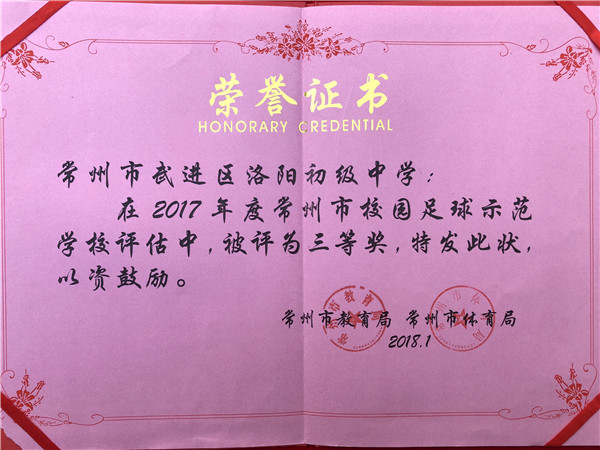 荣誉证书
HONORARY CREDENTIAL
常州市武进区洛阳初级中学：
在2017年度常州市校园足球示范
学校评估中，被评为三等奖，特发此状，
以资鼓励。
常州市教育局 常州市体育局
2018.1